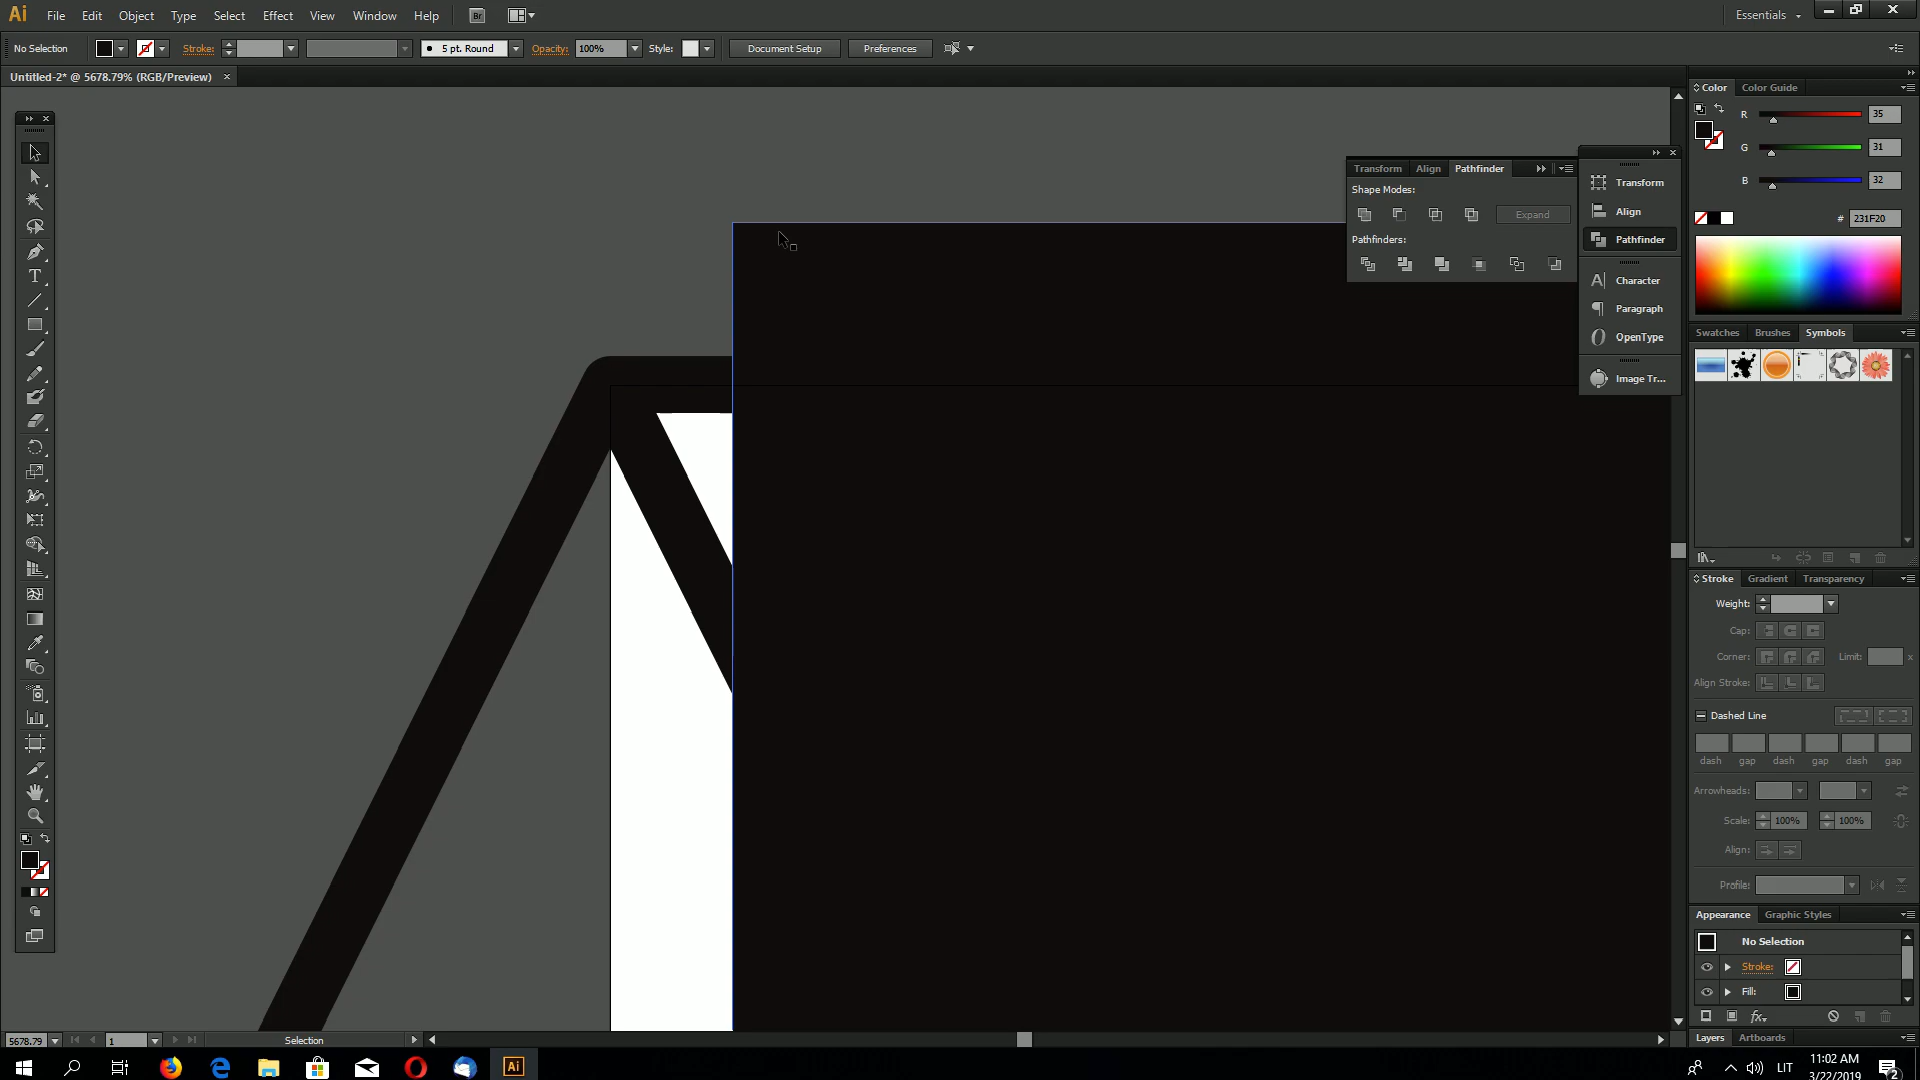 Ai File Edit Object Type Select Effect View Window Help Br Essentials
No Selection Stroke: 5 pt. Round Opacity: 100% Style: Document Setup Preferences
Untitled-2* @ 5678.79% (RGB/Preview)
Color Color Guide
R 35
G 31
B 32
# 231F20
Transform Align Pathfinder
Shape Modes:
Expand
Pathfinders:
Transform
Align
Pathfinder
Character
Paragraph
OpenType
Image Tr...
Swatches Brushes Symbols
Stroke Gradient Transparency
Weight:
Cap:
Corner: Limit: x
Align Stroke:
Dashed Line
dash gap dash gap dash gap
Arrowheads:
Scale: 100% 100%
Align:
Profile:
Appearance Graphic Styles
No Selection
Stroke:
Fill:
fx
Layers Artboards
5678.79 1 Selection
Ai LIT 11:02 AM
3/22/2019 2